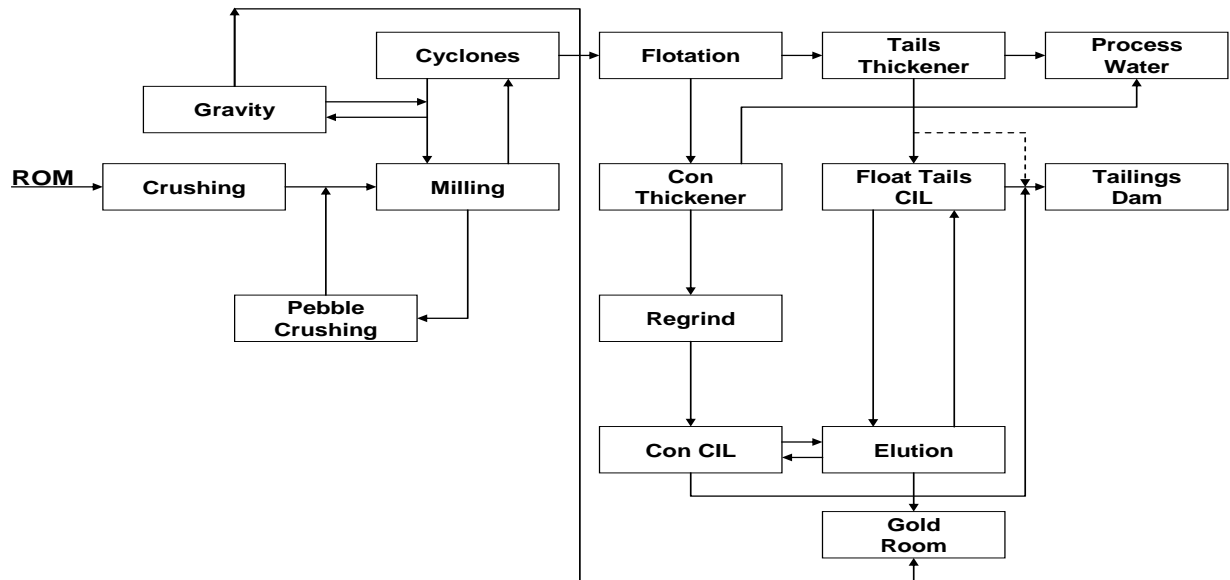 Cyclones
Flotation
Tails
Thickener
Process
Water
Gravity
ROM
Crushing
Milling
Con
Thickener
Float Tails
CIL
Tailings
Dam
Pebble
Crushing
Regrind
Con CIL
Elution
Gold
Room